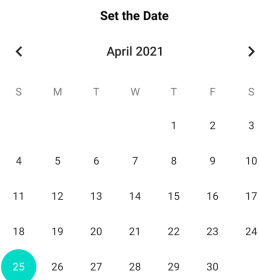 Set the Date
April 2021
S M T W T F S
1 2 3
4 5 6 7 8 9 10
11 12 13 14 15 16 17
18 19 20 21 22 23 24
25 26 27 28 29 30